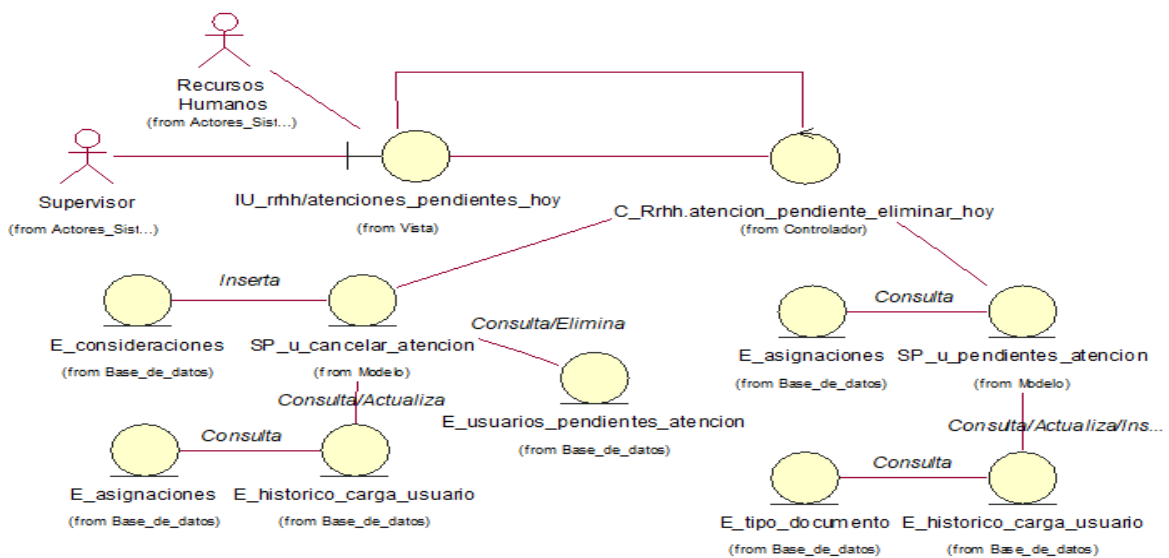 Recursos
Humanos
(from Actores_Sist...)
Supervisor
(from Actores_Sist...)
IU_rrhh/atenciones_pendientes_hoy
(from Vista)
C_Rrhh.atencion_pendiente_eliminar_hoy
(from Controlador)
Inserta
E_consideraciones
(from Base_de_datos)
SP_u_cancelar_atencion
(from Modelo)
Consulta/Elimina
E_usuarios_pendientes_atencion
(from Base_de_datos)
Consulta/Actualiza
Consulta
E_asignaciones
(from Base_de_datos)
E_historico_carga_usuario
(from Base_de_datos)
Consulta
E_asignaciones
(from Base_de_datos)
SP_u_pendientes_atencion
(from Modelo)
Consulta/Actualiza/Ins...
Consulta
E_tipo_documento
(from Base_de_datos)
E_historico_carga_usuario
(from Base_de_datos)